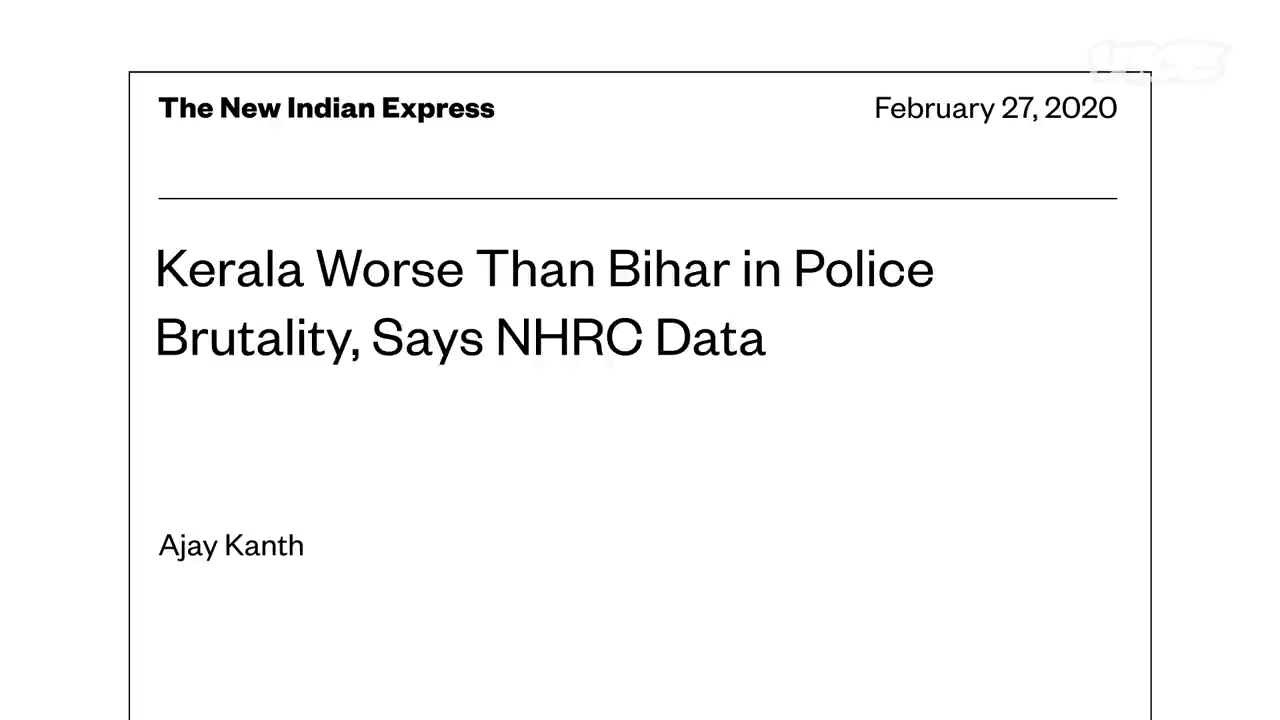 VICE
The New Indian Express
February 27, 2020
Kerala Worse Than Bihar in Police
Brutality, Says NHRC Data
Ajay Kanth